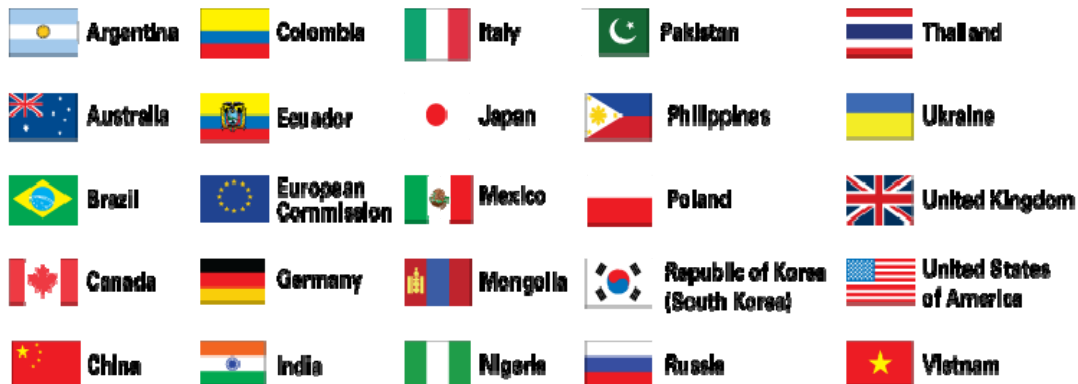 Argentina
Colombia
Italy
Pakistan
Thailand
Australia
Ecuador
Japan
Philippines
Ukraine
Brazil
European
Commission
Mexico
Poland
United Kingdom
Canada
Germany
Mongolia
Republic of Korea
(South Korea)
United States
of America
China
India
Nigeria
Russia
Vietnam